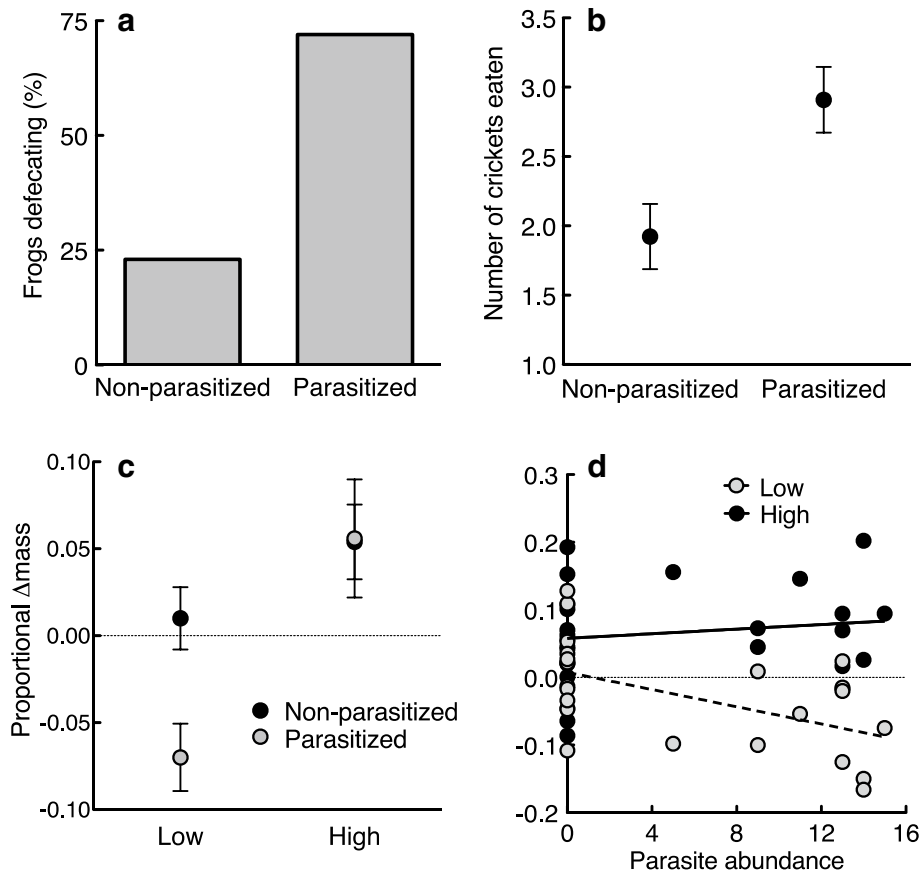 a
75
50
25
0
Frogs defecating (%)
Non-parasitized Parasitized
b
3.5
3.0
2.5
2.0
1.5
1.0
Number of crickets eaten
Non-parasitized Parasitized
c
0.10
0.05
0.00
-0.05
-0.10
Proportional Δmass
Non-parasitized
Parasitized
Low High
d
0.3
0.2
0.1
0.0
-0.1
-0.2
Low
High
0 4 8 12 16
Parasite abundance